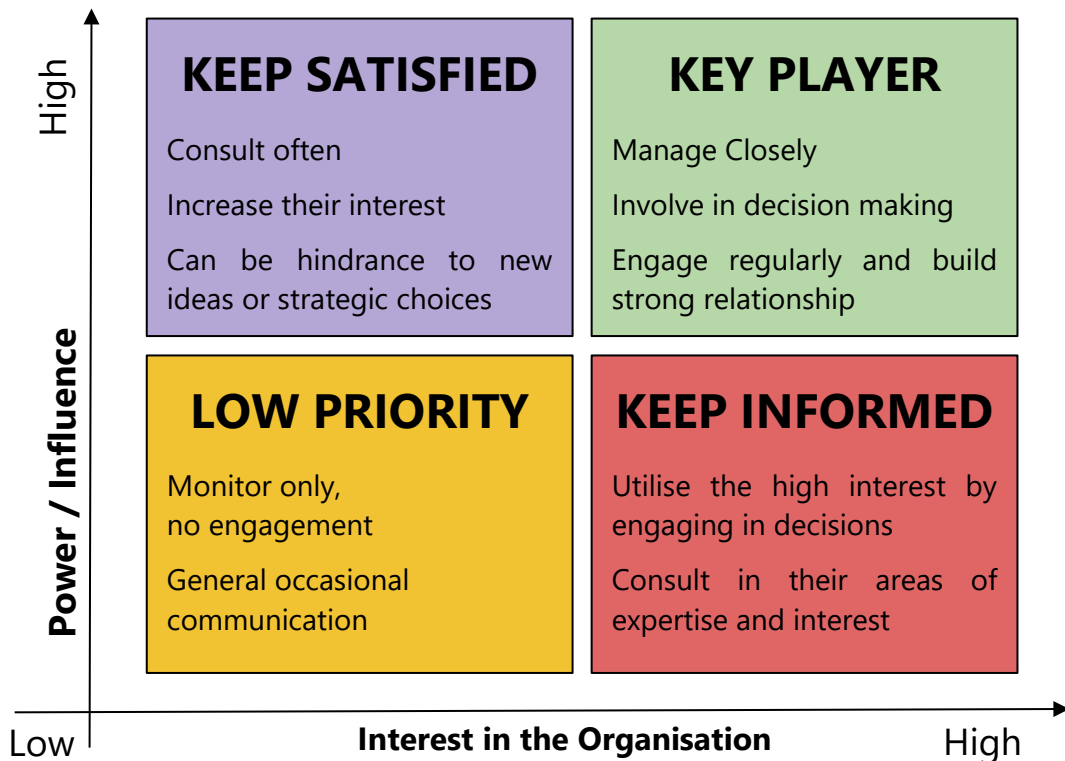 High
Power / Influence
KEEP SATISFIED
Consult often
Increase their interest
Can be hindrance to new
ideas or strategic choices
KEY PLAYER
Manage Closely
Involve in decision making
Engage regularly and build
strong relationship
LOW PRIORITY
Monitor only,
no engagement
General occasional
communication
KEEP INFORMED
Utilise the high interest by
engaging in decisions
Consult in their areas of
expertise and interest
Low
Interest in the Organisation
High